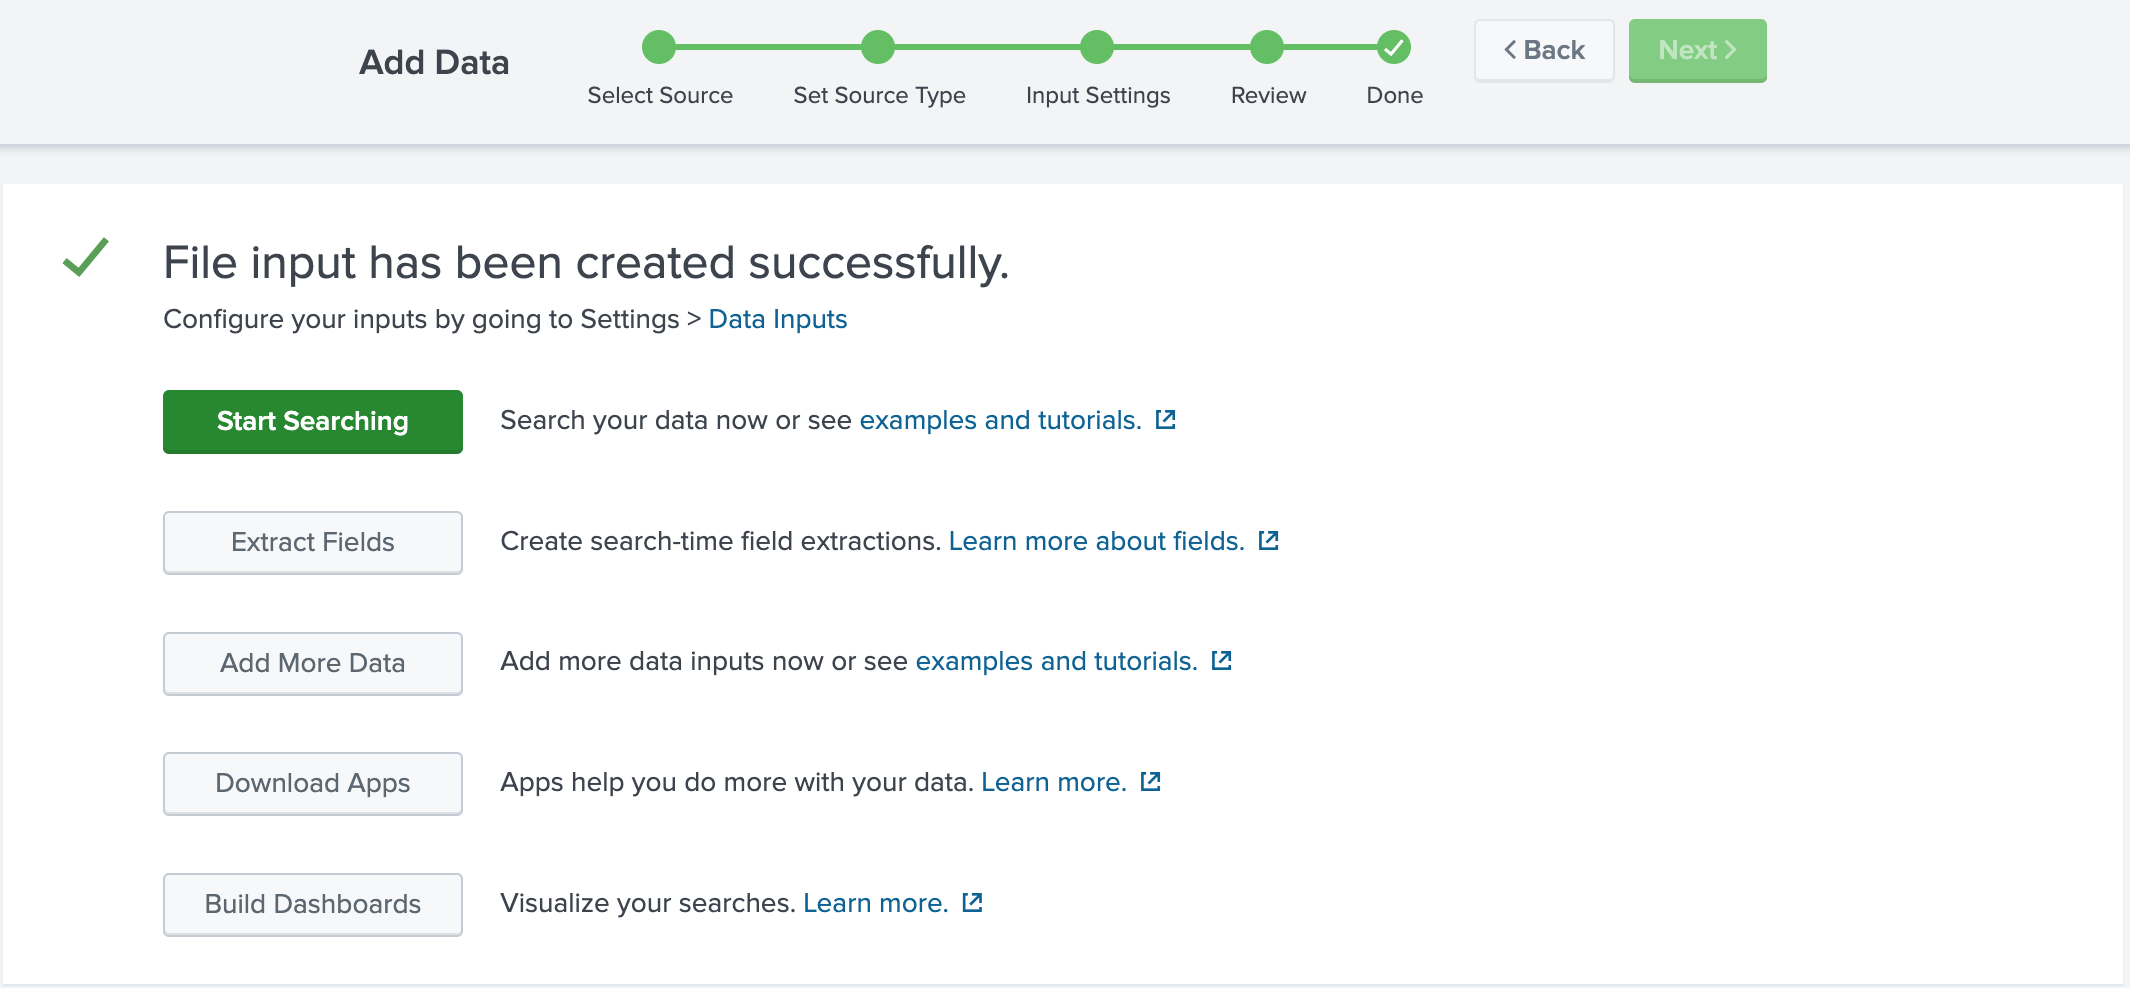 Add Data
Select Source
Set Source Type
Input Settings
Review
Done
Back
Next
File input has been created successfully.
Configure your inputs by going to Settings > Data Inputs
Start Searching
Search your data now or see examples and tutorials.
Extract Fields
Create search-time field extractions. Learn more about fields.
Add More Data
Add more data inputs now or see examples and tutorials.
Download Apps
Apps help you do more with your data. Learn more.
Build Dashboards
Visualize your searches. Learn more.